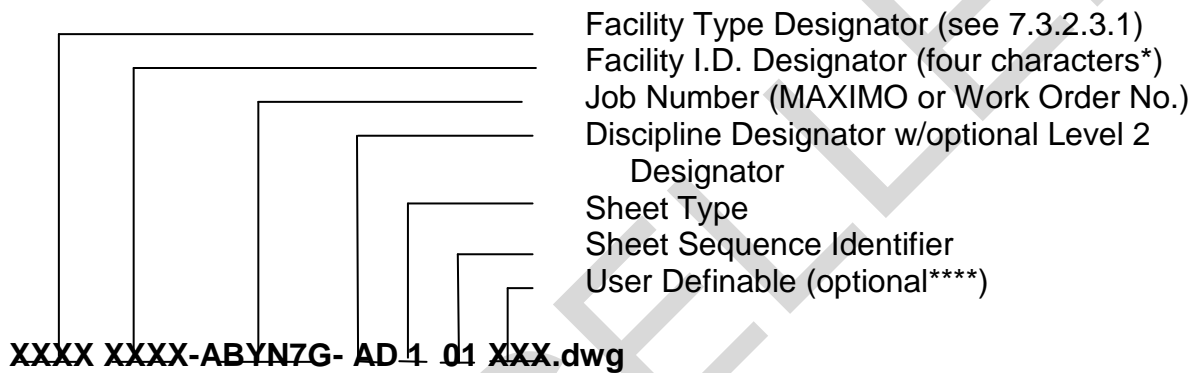 Facility Type Designator (see 7.3.2.3.1)
Facility I.D. Designator (four characters*)
Job Number (MAXIMO or Work Order No.)
Discipline Designator w/optional Level 2
Designator
Sheet Type
Sheet Sequence Identifier
User Definable (optional****)
XXXX XXXX-ABYN7G- AD 1 01 XXX.dwg